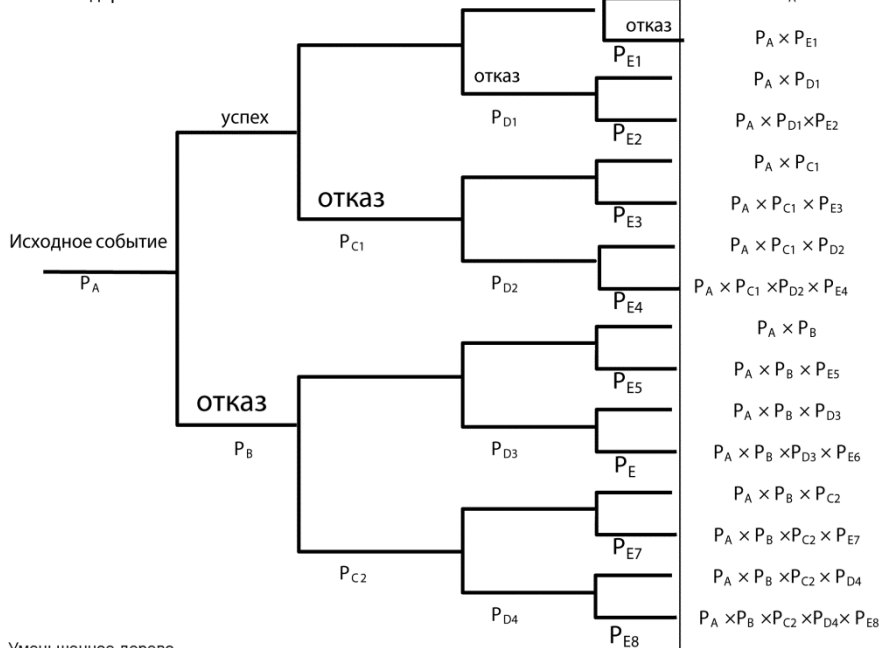 отказ
P_E1
P_A × P_E1
отказ
P_D1
P_A × P_D1
P_E2
P_A × P_D1×P_E2
успех
P_A × P_C1
отказ
P_C1
P_E3
P_A × P_C1 × P_E3
Исходное событие
P_A
P_D2
P_A × P_C1 × P_D2
P_E4
P_A × P_C1 ×P_D2 × P_E4
P_A × P_B
P_E5
P_A × P_B × P_E5
отказ
P_B
P_A × P_B × P_D3
P_D3
P_E
P_A × P_B ×P_D3 × P_E6
P_A × P_B × P_C2
P_E7
P_A × P_B ×P_C2 × P_E7
P_C2
P_A × P_B ×P_C2 × P_D4
P_D4
P_E8
P_A ×P_B ×P_C2 ×P_D4× P_E8
Уменьшенное дерево